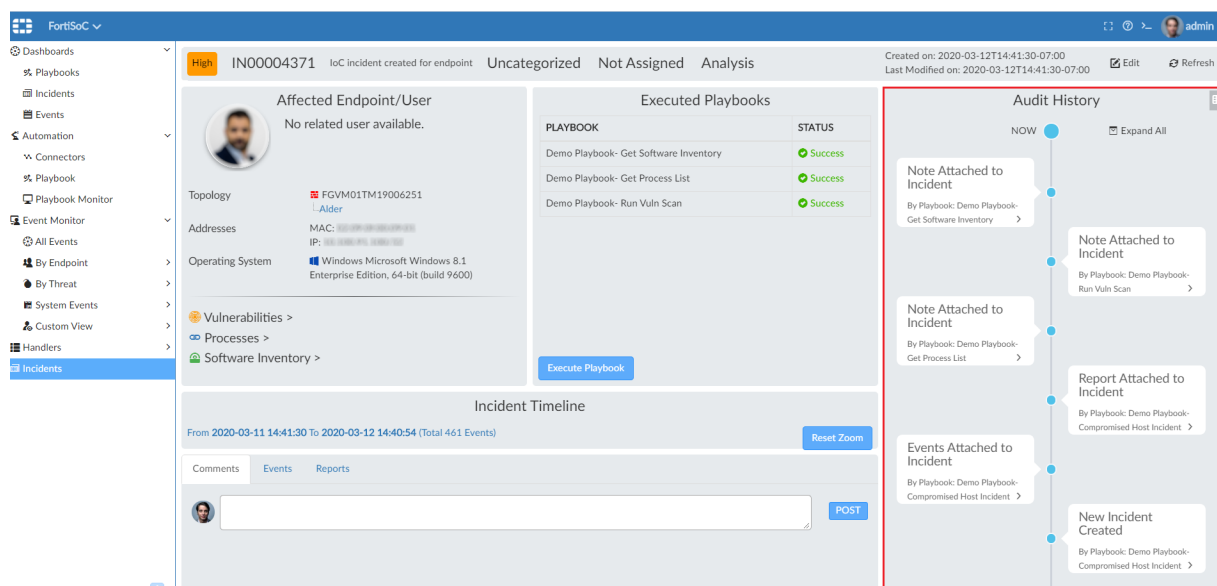 FortiSoC
admin
Dashboards
Playbooks
Incidents
Events
Automation
Connectors
Playbook
Playbook Monitor
Event Monitor
All Events
By Endpoint
By Threat
System Events
Custom View
Handlers
Incidents
High IN00004371 IoC incident created for endpoint Uncategorized Not Assigned Analysis
Created on: 2020-03-12T14:41:30-07:00
Last Modified on: 2020-03-12T14:41:30-07:00
Edit
Refresh
Affected Endpoint/User
No related user available.
Topology FGVM01TM19006251
Alder
Addresses MAC:
IP:
Operating System Windows Microsoft Windows 8.1
Enterprise Edition, 64-bit (build 9600)
Vulnerabilities >
Processes >
Software Inventory >
Executed Playbooks
PLAYBOOK STATUS
Demo Playbook- Get Software Inventory Success
Demo Playbook- Get Process List Success
Demo Playbook- Run Vuln Scan Success
Execute Playbook
Incident Timeline
From 2020-03-11 14:41:30 To 2020-03-12 14:40:54 (Total 461 Events)
Reset Zoom
Comments Events Reports
POST
Audit History
NOW
Expand All
Note Attached to
Incident
By Playbook: Demo Playbook-
Get Software Inventory >
Note Attached to
Incident
By Playbook: Demo Playbook-
Run Vuln Scan >
Note Attached to
Incident
By Playbook: Demo Playbook-
Get Process List >
Report Attached to
Incident
By Playbook: Demo Playbook-
Compromised Host Incident >
Events Attached to
Incident
By Playbook: Demo Playbook-
Compromised Host Incident >
New Incident
Created
By Playbook: Demo Playbook-
Compromised Host Incident >